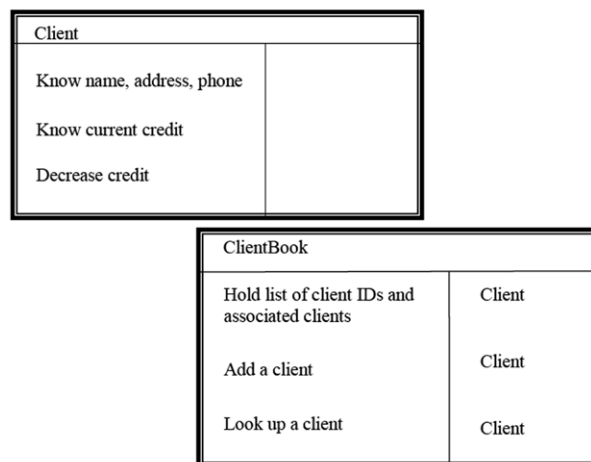 Client
Know name, address, phone
Know current credit
Decrease credit
ClientBook
Hold list of client IDs and
associated clients
Client
Add a client
Client
Look up a client
Client